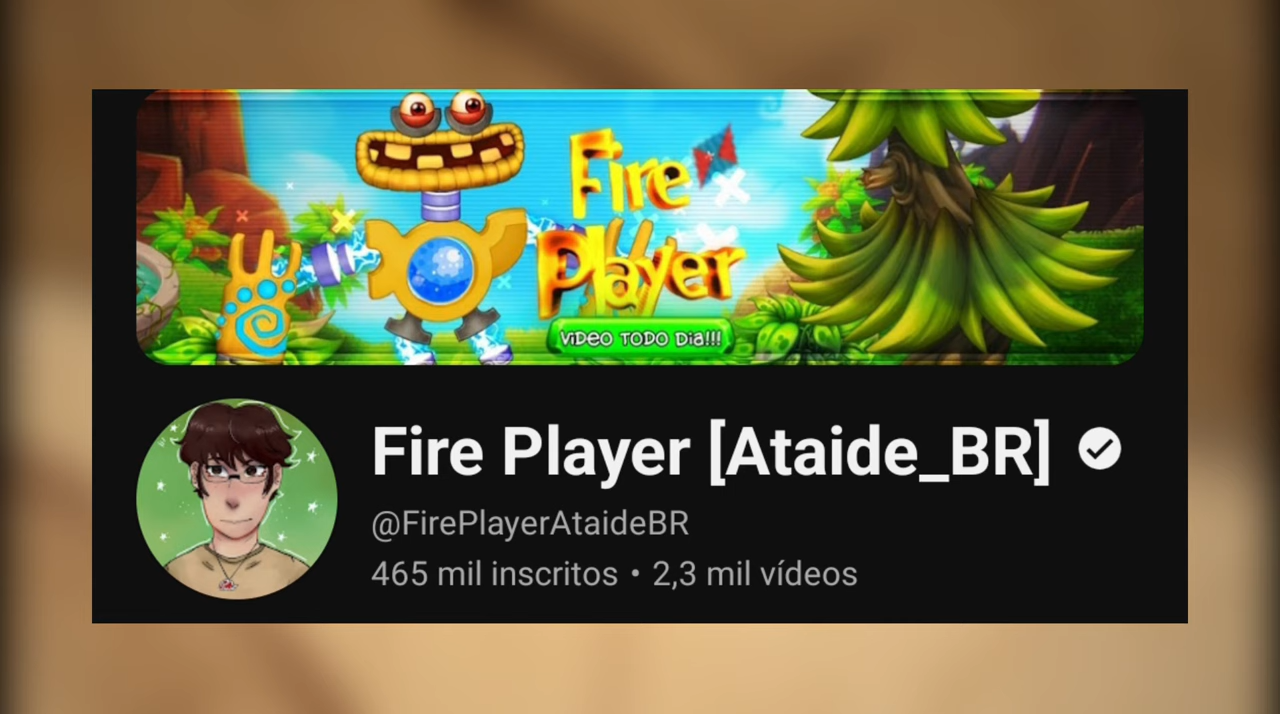 Fire
Player
ViDEO TODO Dia!!!
Fire Player [Ataide_BR]
@FirePlayerAtaideBR
465 mil inscritos • 2,3 mil vídeos